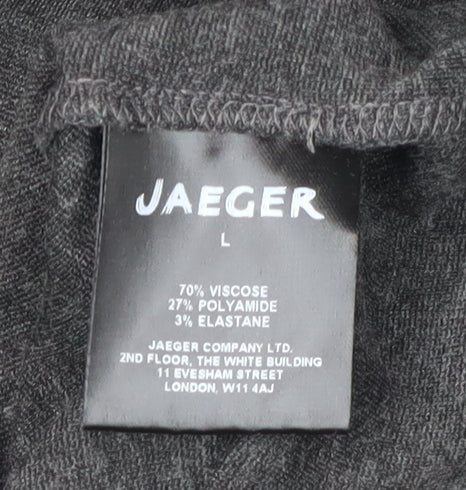 JAEGER
L
70% VISCOSE
27% POLYAMIDE
3% ELASTANE
JAEGER COMPANY LTD.
2ND FLOOR, THE WHITE BUILDING
11 EVESHAM STREET
LONDON, W11 4AJ